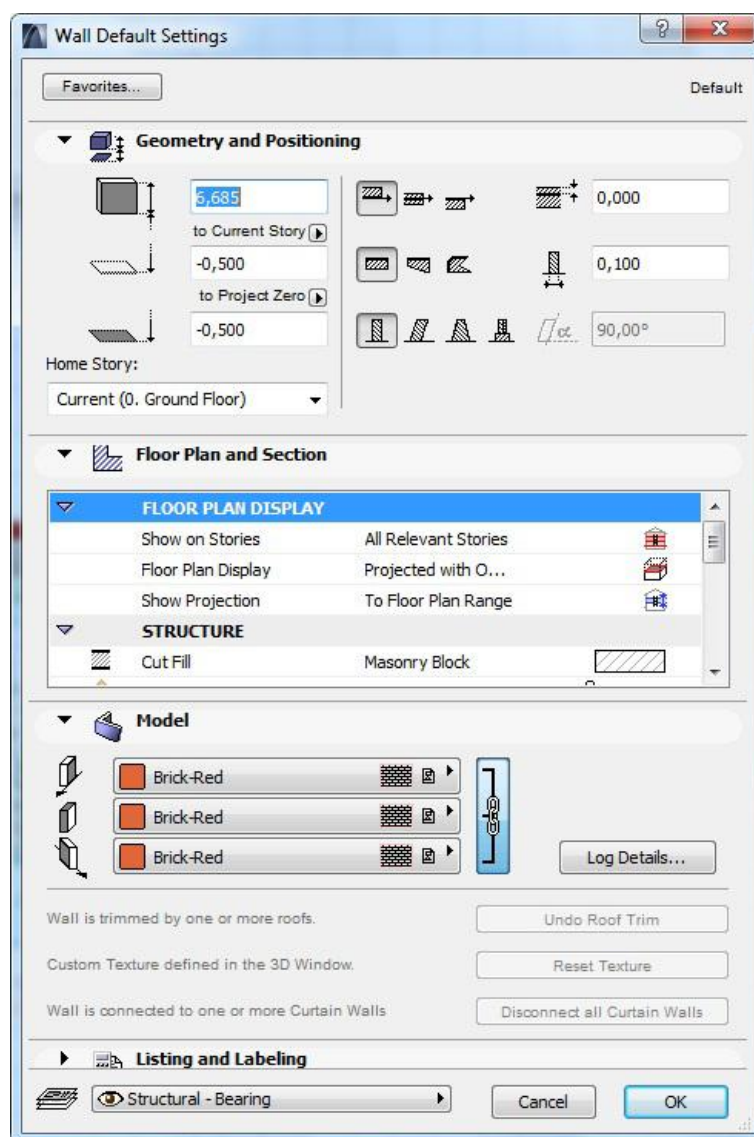 Wall Default Settings
Favorites...
Default
Geometry and Positioning
6,685
0,000
to Current Story
-0,500
0,100
to Project Zero
-0,500
α
90,00°
Home Story:
Current (0. Ground Floor)
Floor Plan and Section
FLOOR PLAN DISPLAY
Show on Stories All Relevant Stories
Floor Plan Display Projected with O...
Show Projection To Floor Plan Range
STRUCTURE
Cut Fill Masonry Block
Model
Brick-Red
Brick-Red
Brick-Red
Log Details...
Wall is trimmed by one or more roofs. Undo Roof Trim
Custom Texture defined in the 3D Window. Reset Texture
Wall is connected to one or more Curtain Walls Disconnect all Curtain Walls
Listing and Labeling
Structural - Bearing
Cancel OK